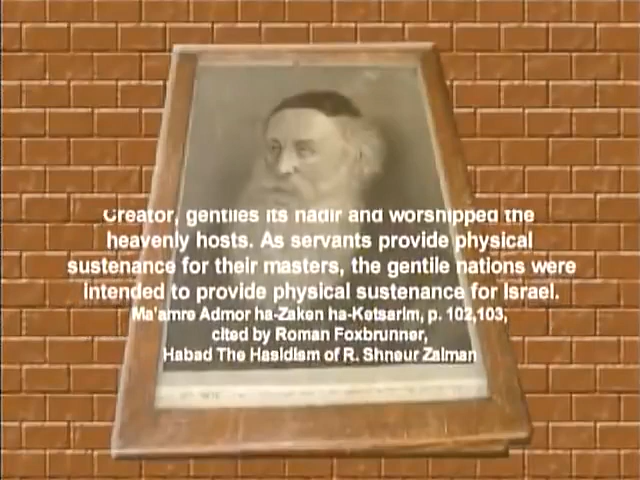 Creator, gentiles its nadir and worshipped the
heavenly hosts. As servants provide physical
sustenance for their masters, the gentile nations were
intended to provide physical sustenance for Israel.
Ma'amre Admor ha-Zaken ha-Ketsarim, p. 102,103,
cited by Roman Foxbrunner,
Habad The Hasidism of R. Shneur Zalman